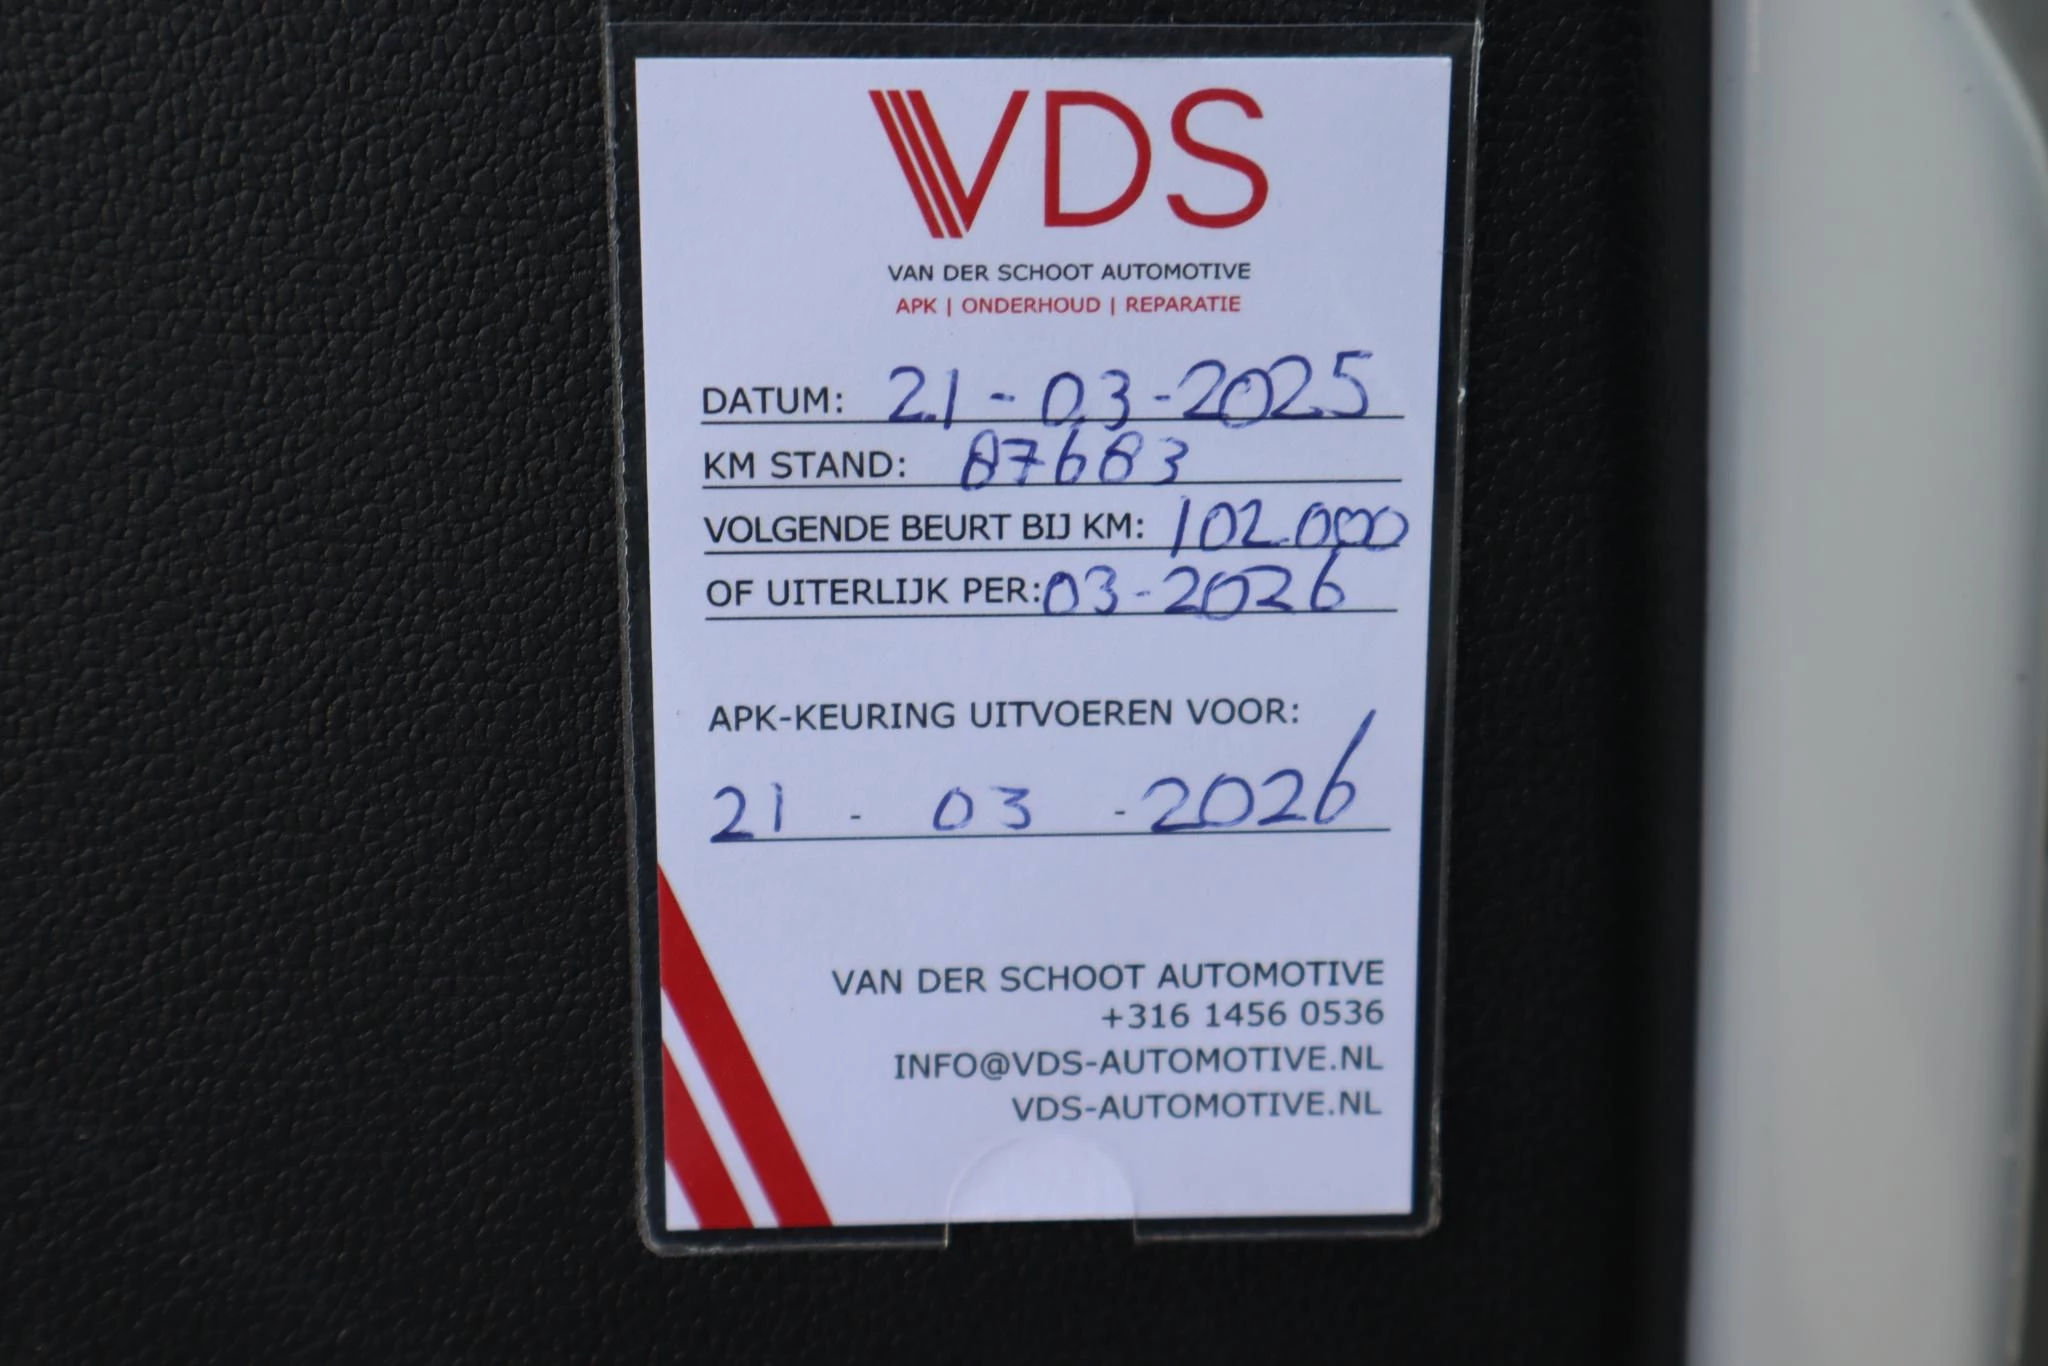 VDS
VAN DER SCHOOT AUTOMOTIVE
APK | ONDERHOUD | REPARATIE
DATUM: 21-03-2025
KM STAND: 87683
VOLGENDE BEURT BIJ KM: 102.000
OF UITERLIJK PER: 03-2026
APK-KEURING UITVOEREN VOOR:
21 - 03 - 2026
VAN DER SCHOOT AUTOMOTIVE
+316 1456 0536
INFO@VDS-AUTOMOTIVE.NL
VDS-AUTOMOTIVE.NL